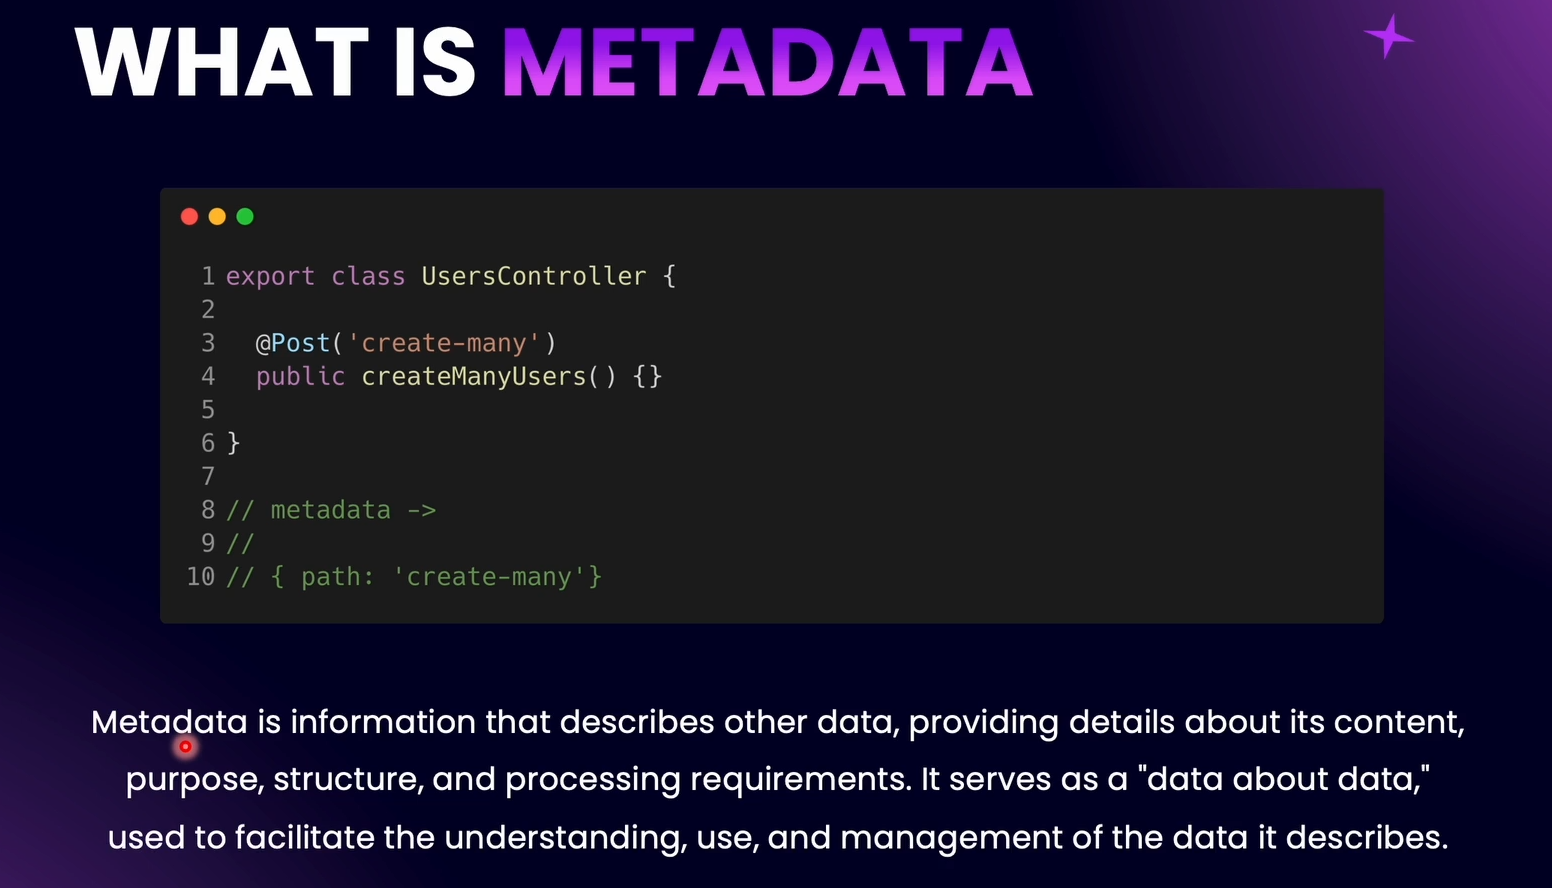 WHAT IS METADATA
1 export class UsersController {
2
3   @Post('create-many')
4   public createManyUsers() {}
5
6 }
7
8 // metadata ->
9 //
10 // { path: 'create-many'}
Metadata is information that describes other data, providing details about its content,
purpose, structure, and processing requirements. It serves as a "data about data,"
used to facilitate the understanding, use, and management of the data it describes.